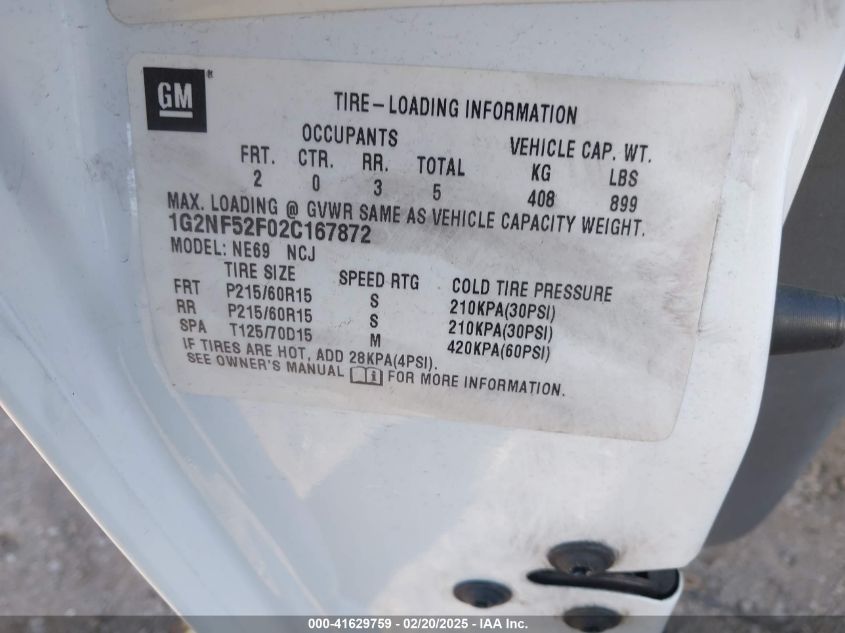 GM ®
TIRE-LOADING INFORMATION
OCCUPANTS VEHICLE CAP. WT.
FRT. CTR. RR. TOTAL KG LBS
2 0 3 5 408 899
MAX. LOADING @ GVWR SAME AS VEHICLE CAPACITY WEIGHT.
1G2NF52F02C167872
MODEL: NE69 NCJ
TIRE SIZE SPEED RTG COLD TIRE PRESSURE
FRT P215/60R15 S 210KPA(30PSI)
RR P215/60R15 S 210KPA(30PSI)
SPA T125/70D15 M 420KPA(60PSI)
IF TIRES ARE HOT, ADD 28KPA(4PSI).
SEE OWNER'S MANUAL FOR MORE INFORMATION.
000-41629759 - 02/20/2025 - IAA Inc.